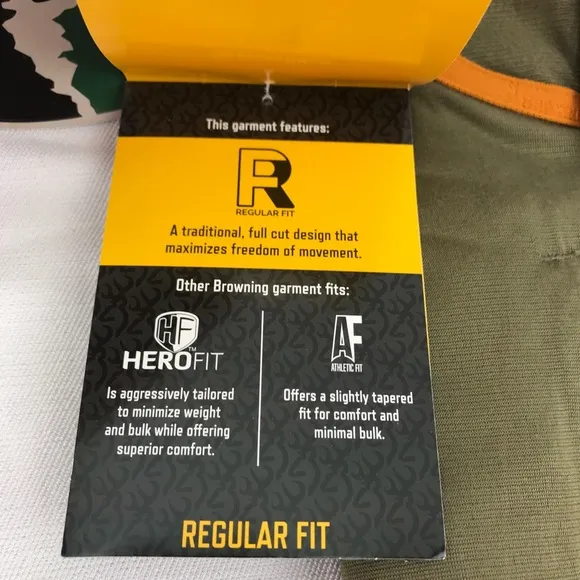 This garment features:
R
REGULAR FIT
A traditional, full cut design that
maximizes freedom of movement.
Other Browning garment fits:
HF
™
HEROFIT
Is aggressively tailored
to minimize weight
and bulk while offering
superior comfort.
AF
ATHLETIC FIT
Offers a slightly tapered
fit for comfort and
minimal bulk.
REGULAR FIT